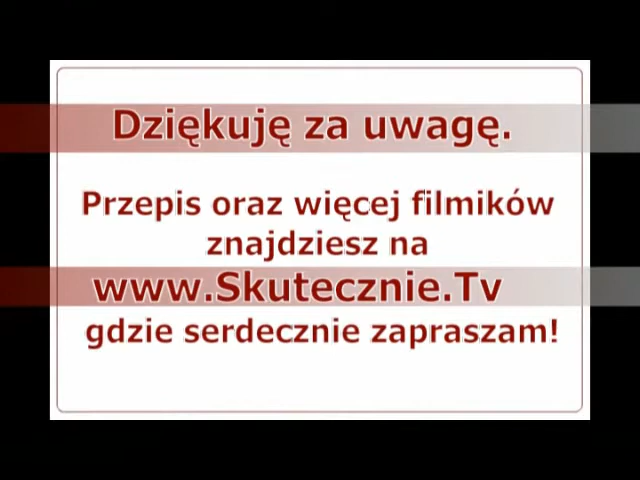 Dziękuję za uwagę.
Przepis oraz więcej filmików
znajdziesz na
www.Skutecznie.Tv
gdzie serdecznie zapraszam!